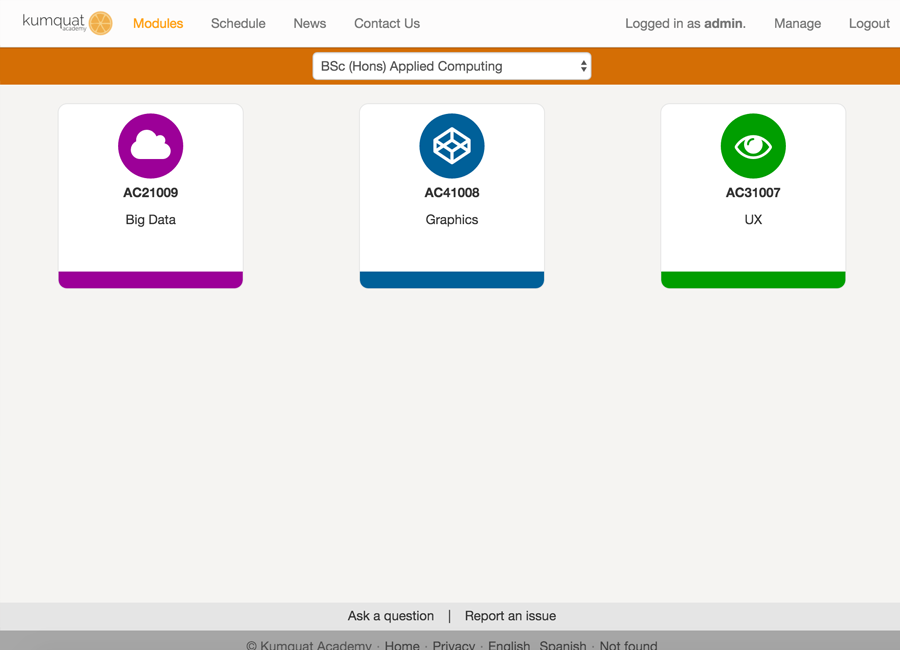 kumquat academy Modules Schedule News Contact Us Logged in as admin. Manage Logout
BSc (Hons) Applied Computing
AC21009 AC41008 AC31007
Big Data Graphics UX
Ask a question | Report an issue
© Kumquat Academy · Home · Privacy · English Spanish · Not found